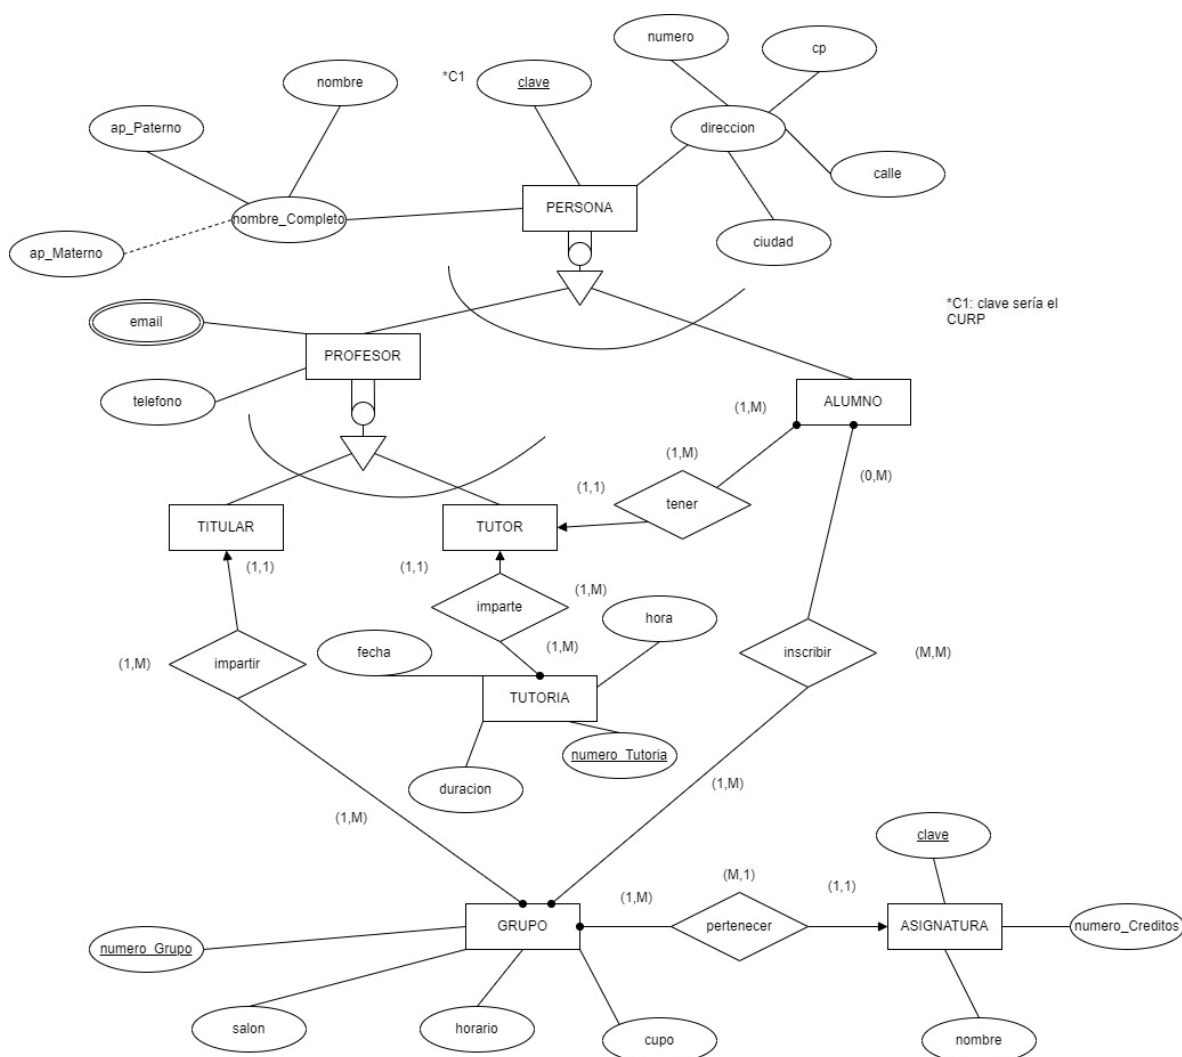 numero
cp
nombre
*C1
clave
ap_Paterno
direccion
calle
PERSONA
nombre_Completo
ap_Materno
ciudad
*C1: clave sería el
CURP
email
PROFESOR
telefono
ALUMNO
(1,M)
(1,M)
(0,M)
(1,1)
tener
TITULAR
TUTOR
(1,1)
(1,1)
(1,M)
imparte
hora
(1,M)
fecha
(1,M)
impartir
inscribir
(M,M)
TUTORIA
numero_Tutoria
duracion
(1,M)
(1,M)
clave
(M,1)
(1,M)
(1,1)
GRUPO
pertenecer
ASIGNATURA
numero_Creditos
numero_Grupo
salon
horario
cupo
nombre